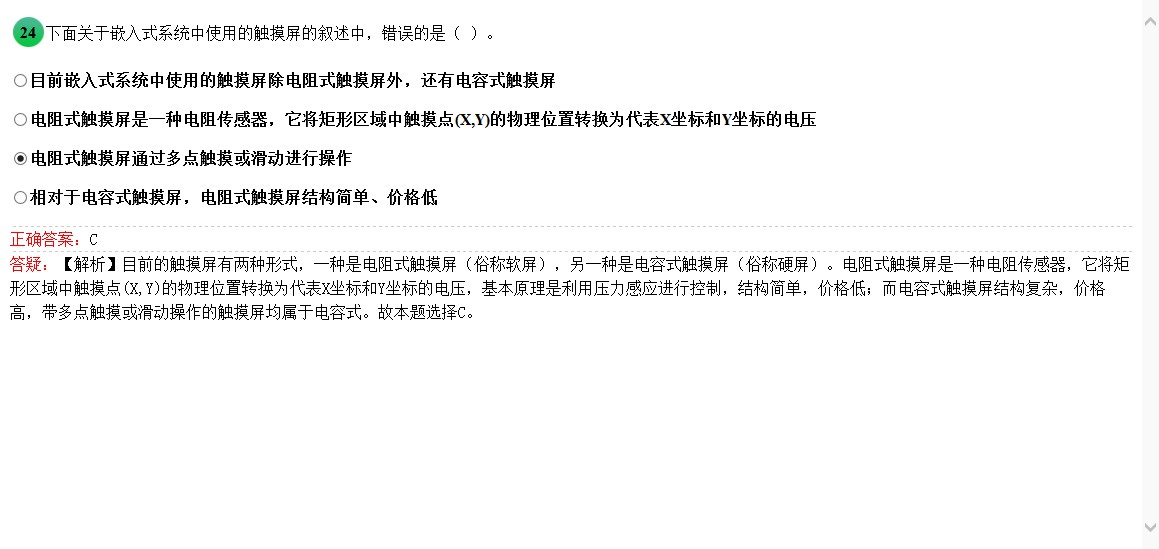 24 下面关于嵌入式系统中使用的触摸屏的叙述中，错误的是（ ）。
目前嵌入式系统中使用的触摸屏除电阻式触摸屏外，还有电容式触摸屏
电阻式触摸屏是一种电阻传感器，它将矩形区域中触摸点(X,Y)的物理位置转换为代表X坐标和Y坐标的电压
电阻式触摸屏通过多点触摸或滑动进行操作
相对于电容式触摸屏，电阻式触摸屏结构简单、价格低
正确答案：C
答疑：【解析】目前的触摸屏有两种形式，一种是电阻式触摸屏（俗称软屏），另一种是电容式触摸屏（俗称硬屏）。电阻式触摸屏是一种电阻传感器，它将矩
形区域中触摸点(X,Y)的物理位置转换为代表X坐标和Y坐标的电压，基本原理是利用压力感应进行控制，结构简单，价格低；而电容式触摸屏结构复杂，价格
高，带多点触摸或滑动操作的触摸屏均属于电容式。故本题选择C。